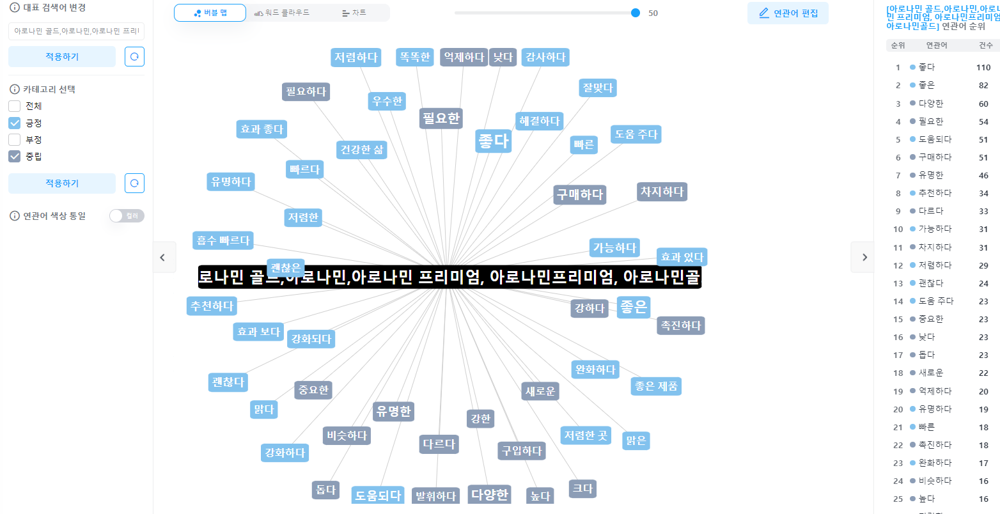 대표 검색어 변경
아로나민 골드,아로나민,아로나민 프리
적용하기
카테고리 선택
전체
긍정
부정
중립
적용하기
연관어 색상 통일
컬러
버블 맵
워드 클라우드
차트
50
연관어 편집
저렴하다
똑똑한
억제하다
낮다
감사하다
필요하다
우수한
잘맞다
필요한
해결하다
효과 좋다
건강한 삶
좋다
빠른
도움 주다
빠르다
유명하다
구매하다
차지하다
저렴한
흡수 빠르다
가능하다
효과 있다
괜찮은
로나민 골드,아로나민,아로나민 프리미엄, 아로나민프리미엄, 아로나민골
추천하다
강하다
좋은
촉진하다
효과 보다
강화되다
완화하다
괜찮다
중요한
새로운
좋은 제품
맑다
유명한
강한
비슷하다
다르다
저렴한 곳
맑은
강화하다
구입하다
돕다
도움되다
발휘하다
다양한
높다
크다
[아로나민 골드,아로나민,아로나
민 프리미엄, 아로나민프리미엄
아로나민골드] 연관어 순위
순위 연관어 건수
1 좋다 110
2 좋은 82
3 다양한 60
4 필요한 54
5 도움되다 51
6 구매하다 51
7 유명한 46
8 추천하다 34
9 다르다 33
10 가능하다 31
11 차지하다 31
12 저렴하다 29
13 괜찮다 24
14 도움 주다 23
15 중요한 23
16 낮다 23
17 돕다 23
18 새로운 22
19 억제하다 20
20 유명하다 19
21 빠른 18
22 촉진하다 18
23 완화하다 17
24 비슷하다 16
25 높다 16